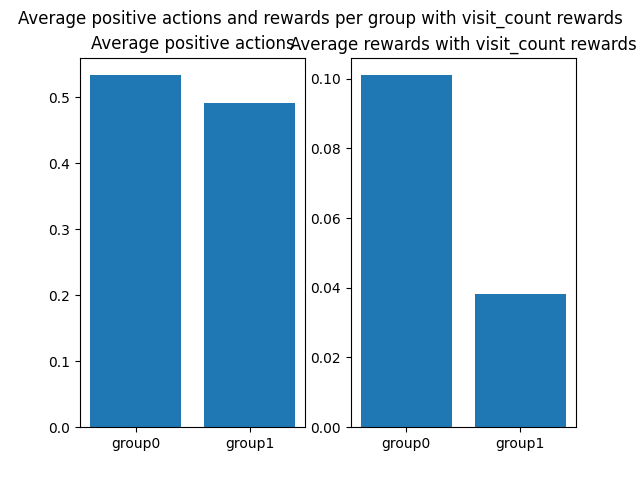 Average positive actions and rewards per group with visit_count rewards
Average positive actions
Average rewards with visit_count rewards
0.5
0.4
0.3
0.2
0.1
0.0
group0
group1
0.10
0.08
0.06
0.04
0.02
0.00
group0
group1